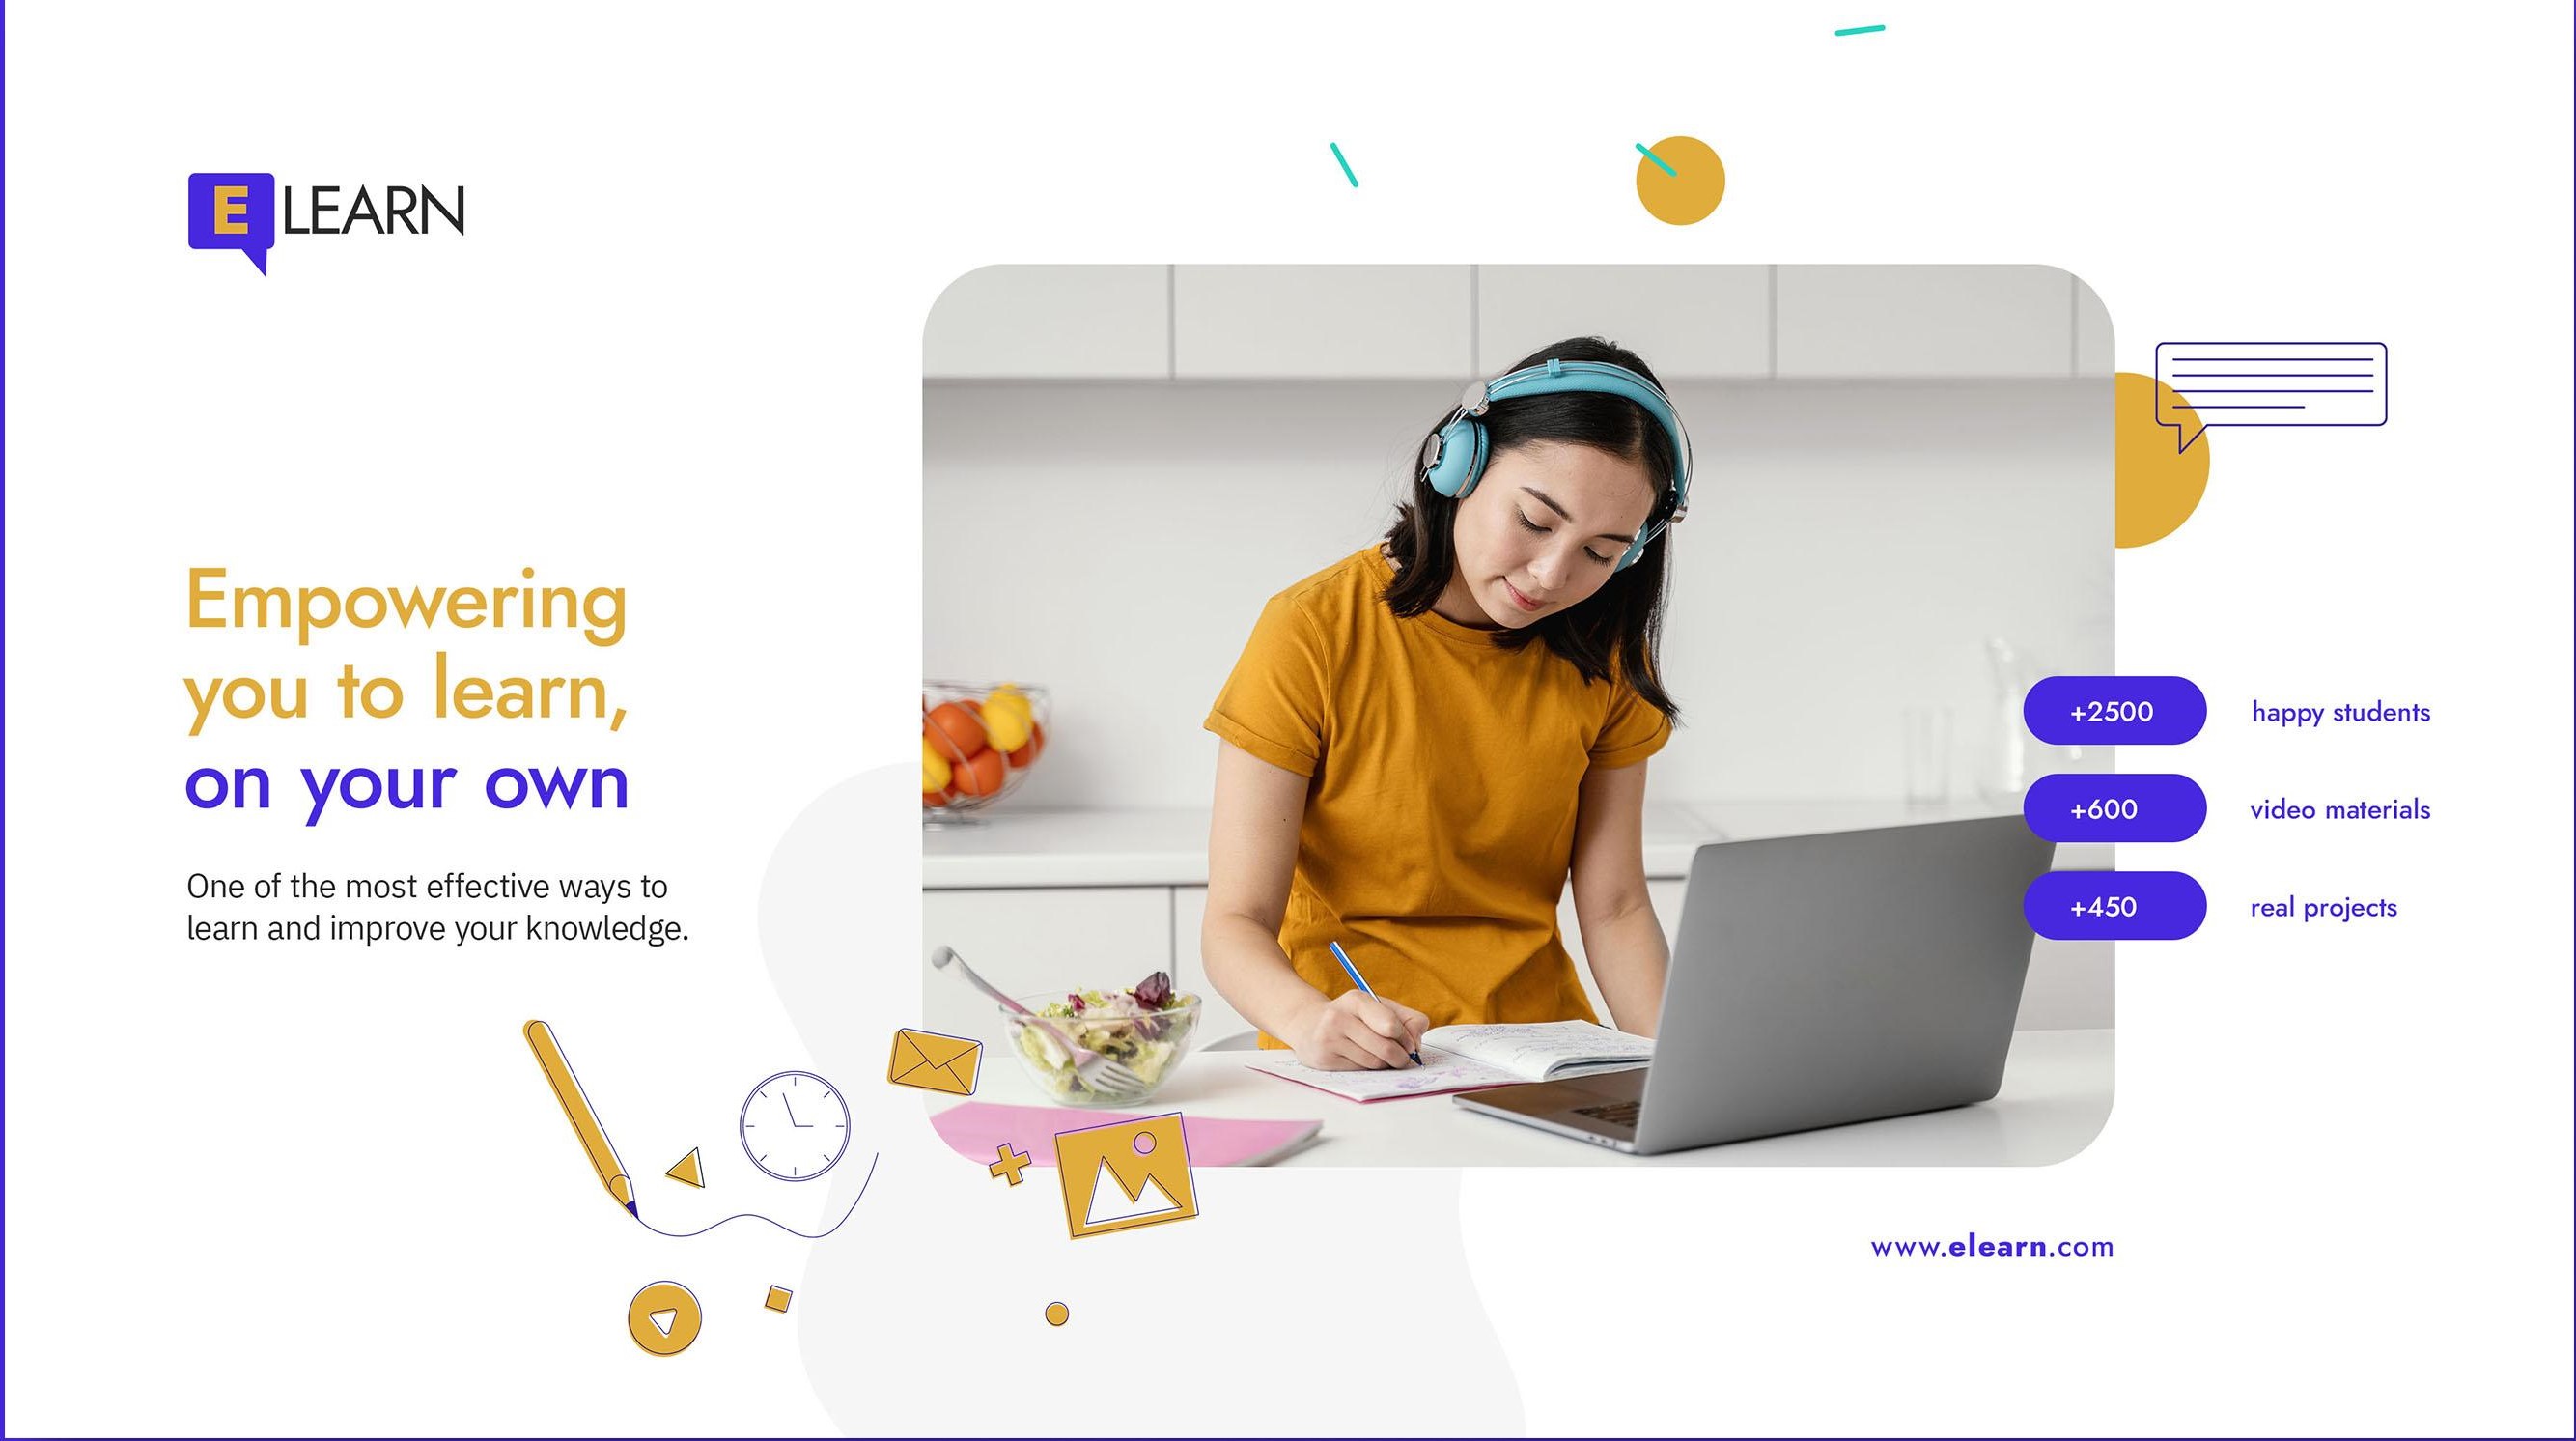 E LEARN
Empowering
you to learn,
on your own
One of the most effective ways to
learn and improve your knowledge.
+2500 happy students
+600 video materials
+450 real projects
www.elearn.com